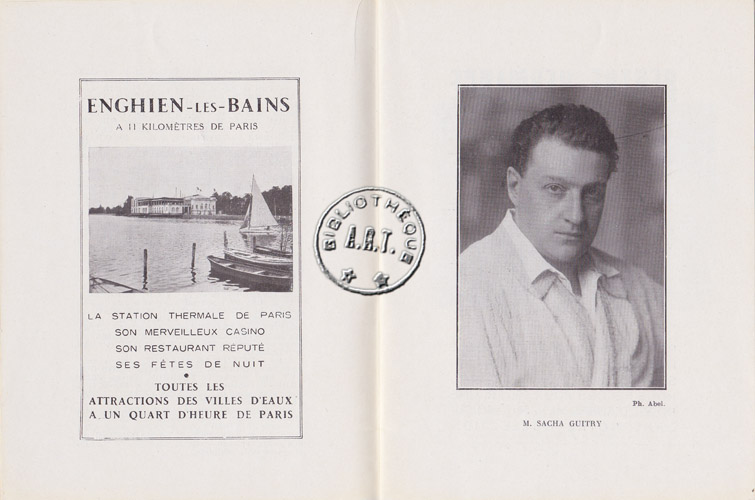 ENGHIEN-LES-BAINS
A 11 KILOMÈTRES DE PARIS
LA STATION THERMALE DE PARIS
SON MERVEILLEUX CASINO
SON RESTAURANT RÉPUTÉ
SES FÊTES DE NUIT
TOUTES LES
ATTRACTIONS DES VILLES D'EAUX
A UN QUART D'HEURE DE PARIS
BIBLIOTHÈQUE
A.R.T.
Ph. Abel.
M. SACHA GUITRY